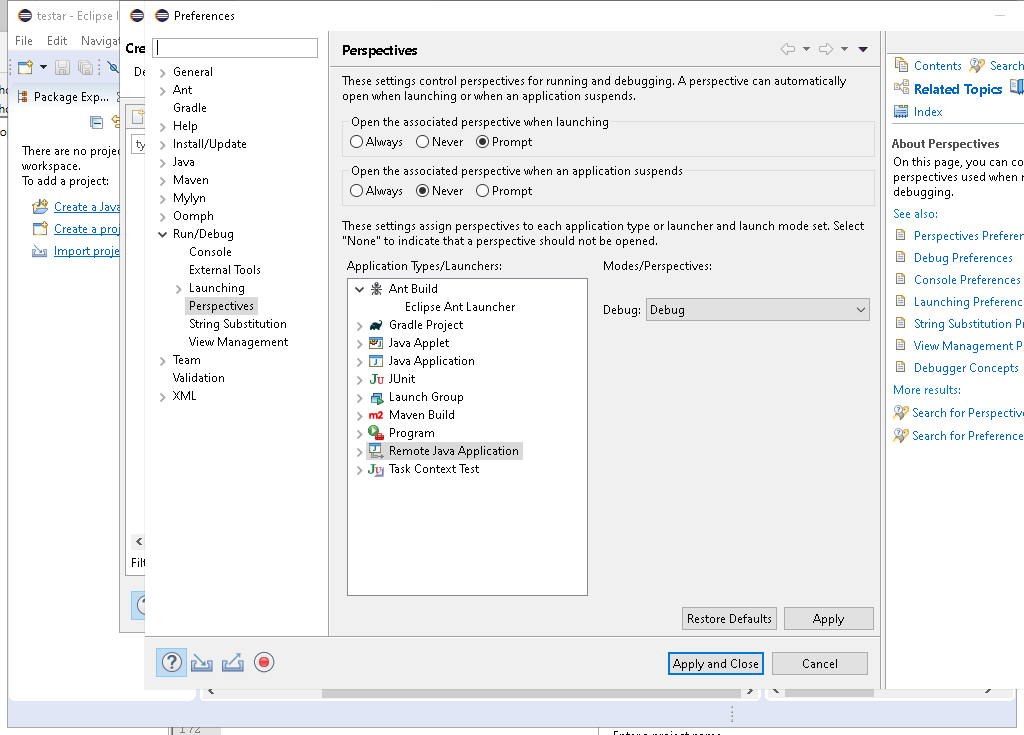 testar - Eclipse I
Preferences
File Edit Naviga
Cre
De
Package Exp...
There are no proje
workspace.
To add a project:
Create a Java
Create a proj
Import proje
ty
Filt
General
Ant
Gradle
Help
Install/Update
Java
Maven
Mylyn
Oomph
Run/Debug
Console
External Tools
Launching
Perspectives
String Substitution
View Management
Team
Validation
XML
Perspectives
These settings control perspectives for running and debugging. A perspective can automatically
open when launching or when an application suspends.
Open the associated perspective when launching
Always Never Prompt
Open the associated perspective when an application suspends
Always Never Prompt
These settings assign perspectives to each application type or launcher and launch mode set. Select
"None" to indicate that a perspective should not be opened.
Application Types/Launchers:
Modes/Perspectives:
Ant Build
Eclipse Ant Launcher
Gradle Project
Java Applet
Java Application
JUnit
Launch Group
Maven Build
Program
Remote Java Application
Task Context Test
Debug: Debug
Restore Defaults Apply
Apply and Close Cancel
Contents Search
Related Topics
Index
About Perspectives
On this page, you can co
perspectives used when r
debugging.
See also:
Perspectives Preferen
Debug Preferences
Console Preferences
Launching Preferenc
String Substitution Pr
View Management P
Debugger Concepts
More results:
Search for Perspective
Search for Preference
172
Enter a project name